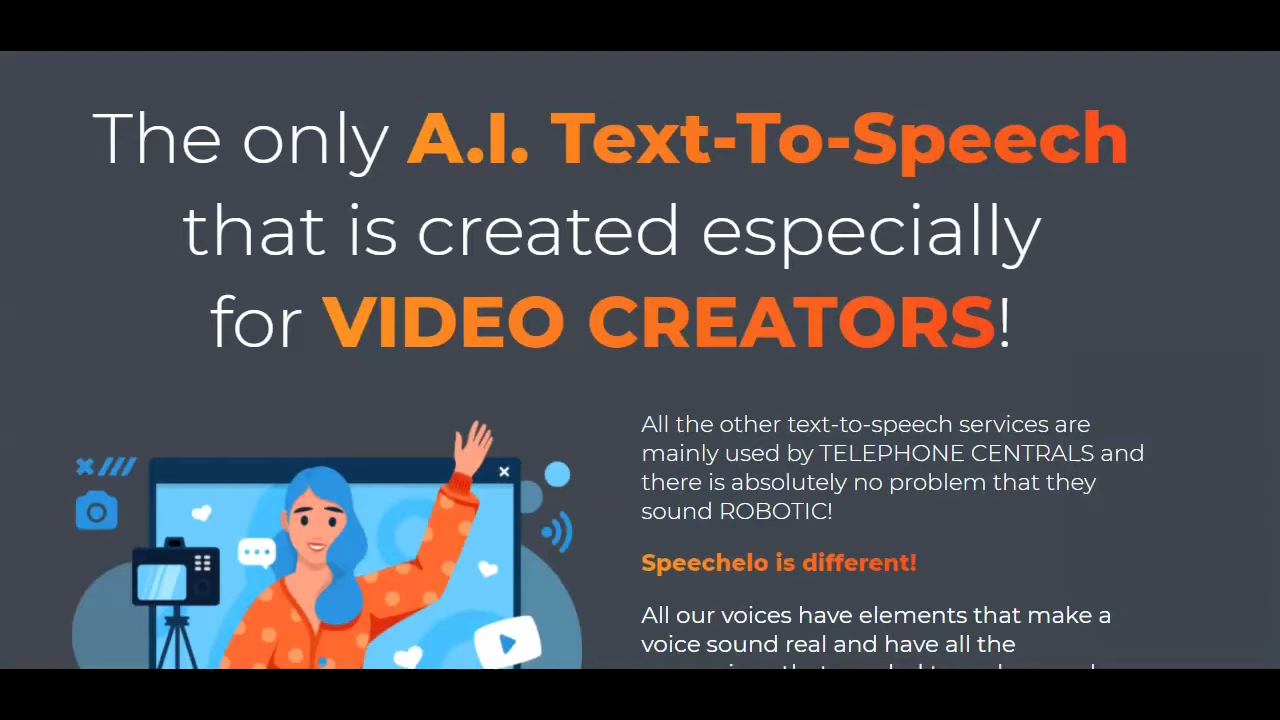 The only A.I. Text-To-Speech
that is created especially
for VIDEO CREATORS!
All the other text-to-speech services are
mainly used by TELEPHONE CENTRALS and
there is absolutely no problem that they
sound ROBOTIC!
Speechelo is different!
All our voices have elements that make a
voice sound real and have all the